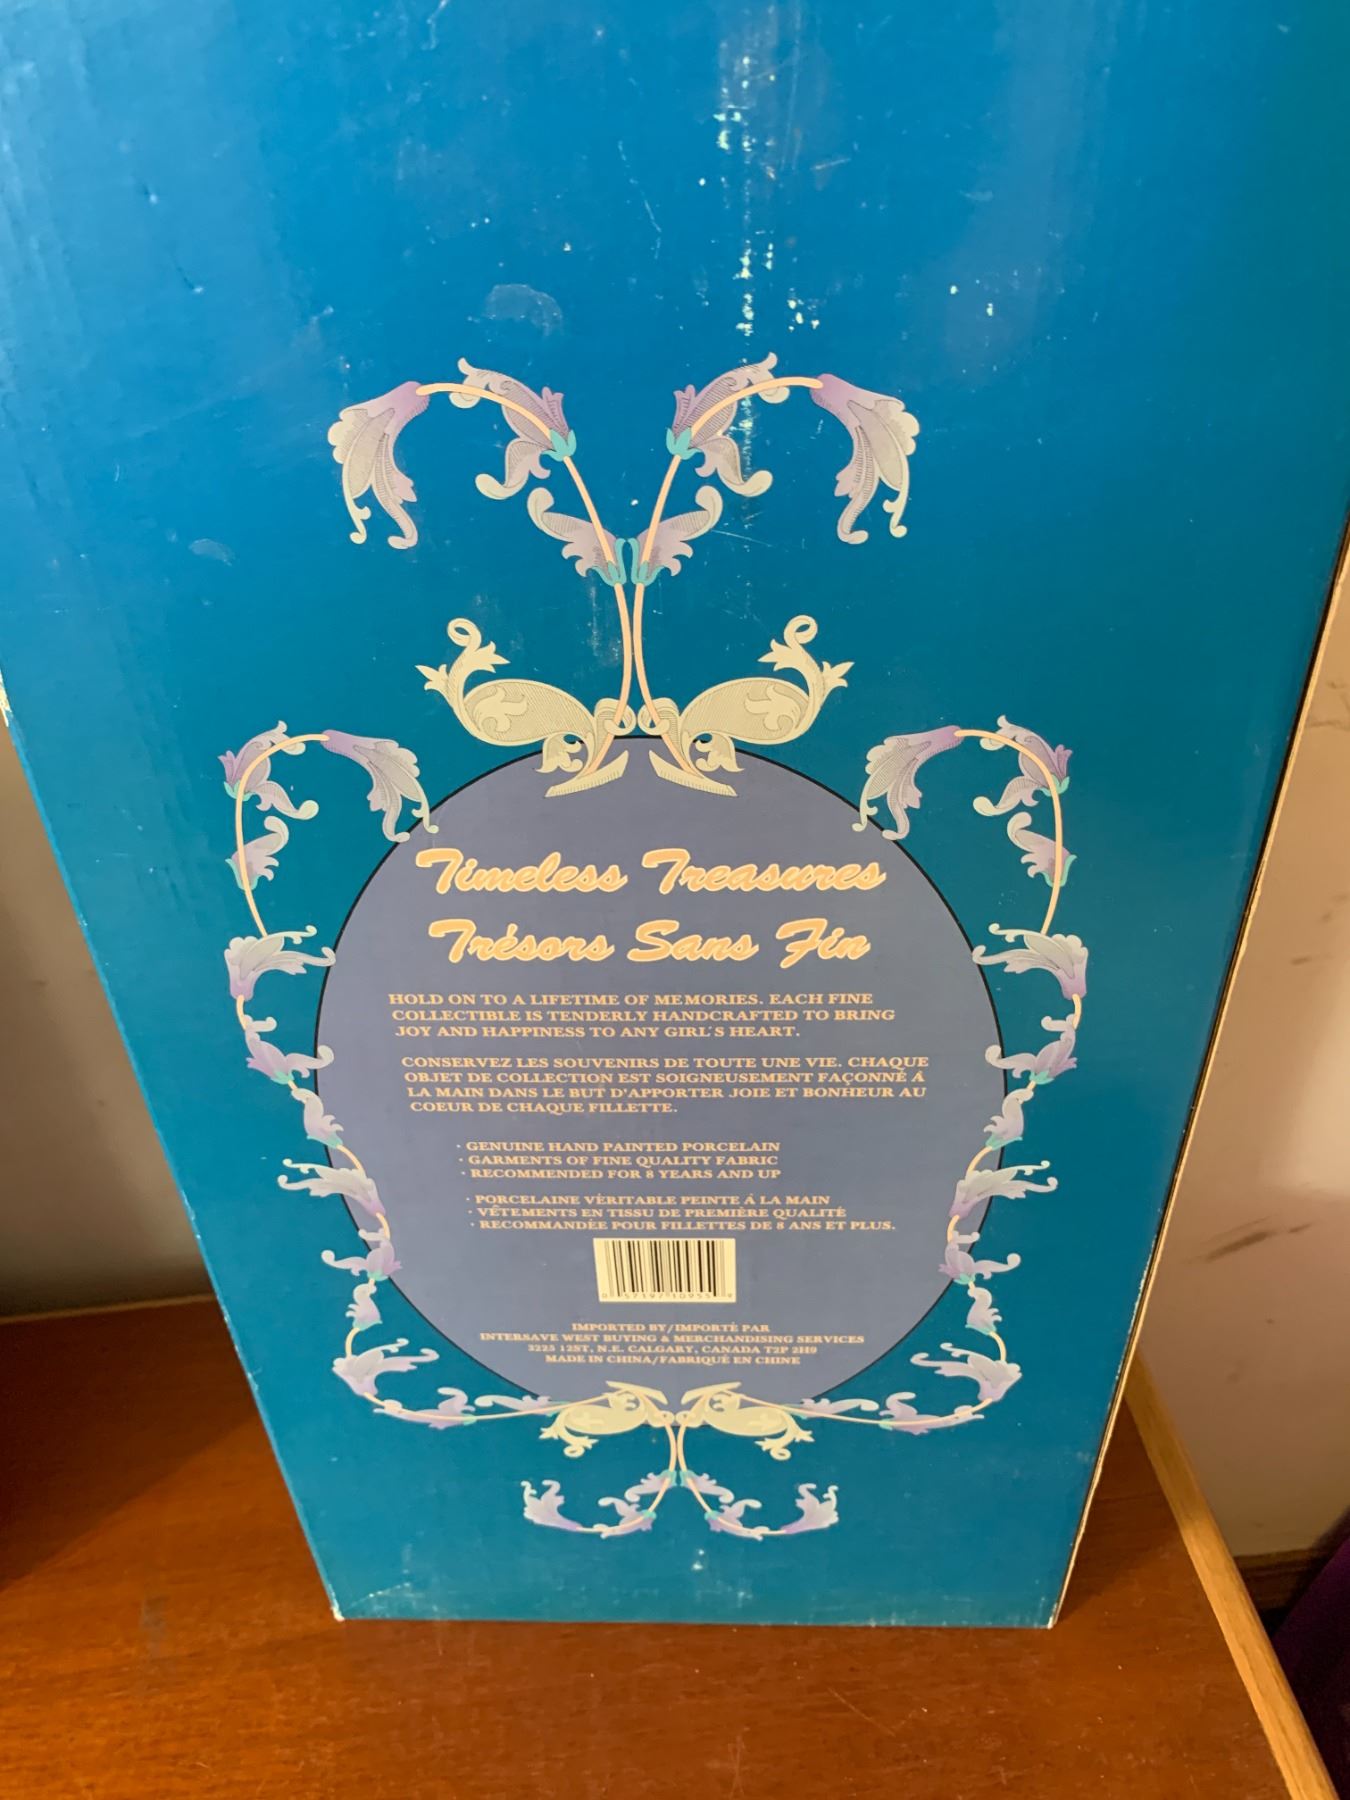 Timeless Treasures
Trésors Sans Fin
HOLD ON TO A LIFETIME OF MEMORIES. EACH FINE
COLLECTIBLE IS TENDERLY HANDCRAFTED TO BRING
JOY AND HAPPINESS TO ANY GIRL'S HEART.
CONSERVEZ LES SOUVENIRS DE TOUTE UNE VIE. CHAQUE
OBJET DE COLLECTION EST SOIGNEUSEMENT FAÇONNÉ À
LA MAIN DANS LE BUT D'APPORTER JOIE ET BONHEUR AU
COEUR DE CHAQUE FILLETTE.
· GENUINE HAND PAINTED PORCELAIN
· GARMENTS OF FINE QUALITY FABRIC
· RECOMMENDED FOR 8 YEARS AND UP
· PORCELAINE VÉRITABLE PEINTE À LA MAIN
· VÊTEMENTS EN TISSU DE PREMIÈRE QUALITÉ
· RECOMMANDÉE POUR FILLETTES DE 8 ANS ET PLUS.
0 57197 10955
IMPORTED BY/IMPORTÉ PAR
INTERSAVE WEST BUYING & MERCHANDISING SERVICES
3225 12ST, N.E. CALGARY, CANADA T2P 2H9
MADE IN CHINA/FABRIQUÉ EN CHINE